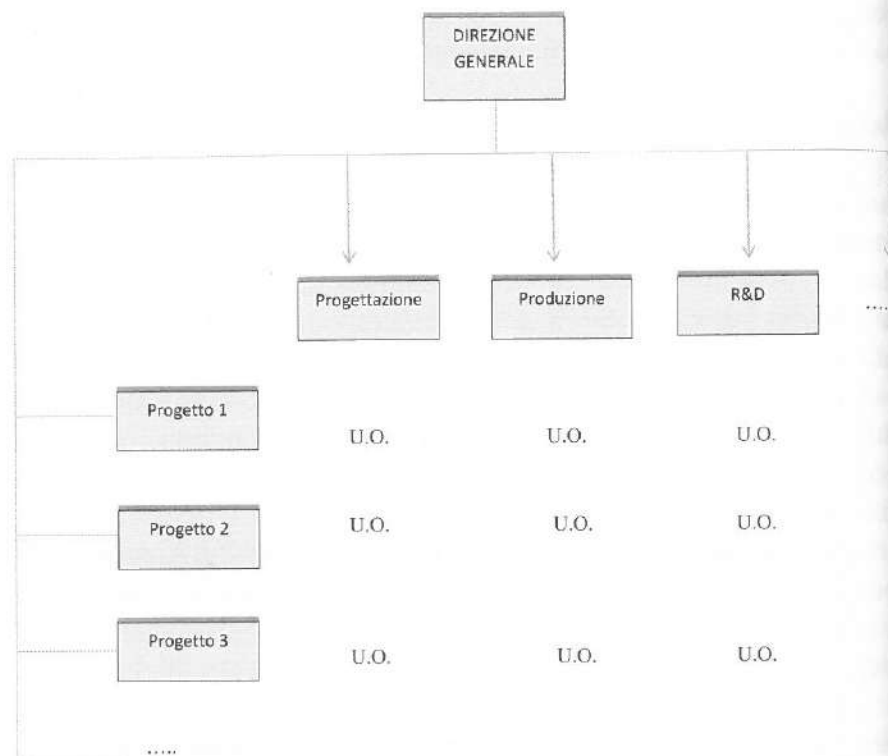 DIREZIONE
GENERALE
Progettazione
Produzione
R&D
.....
Progetto 1
U.O.
U.O.
U.O.
Progetto 2
U.O.
U.O.
U.O.
Progetto 3
U.O.
U.O.
U.O.
.....